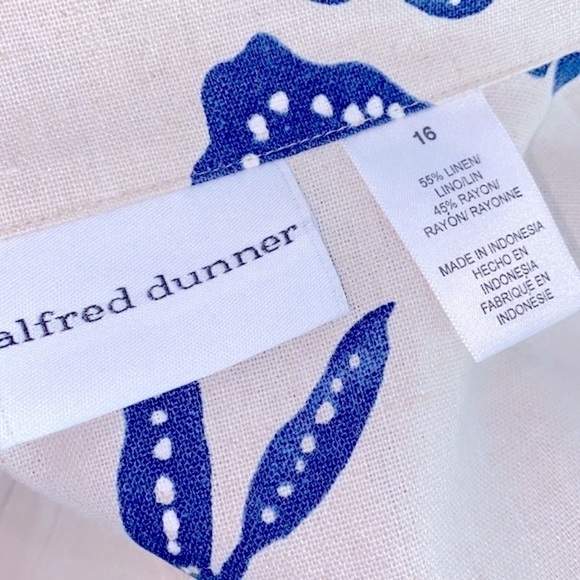 alfred dunner
16
55% LINEN/
LINO/LIN
45% RAYON/
RAYÓN/ RAYONNE
MADE IN INDONESIA
HECHO EN
INDONESIA
FABRIQUÉ EN
INDONESIE